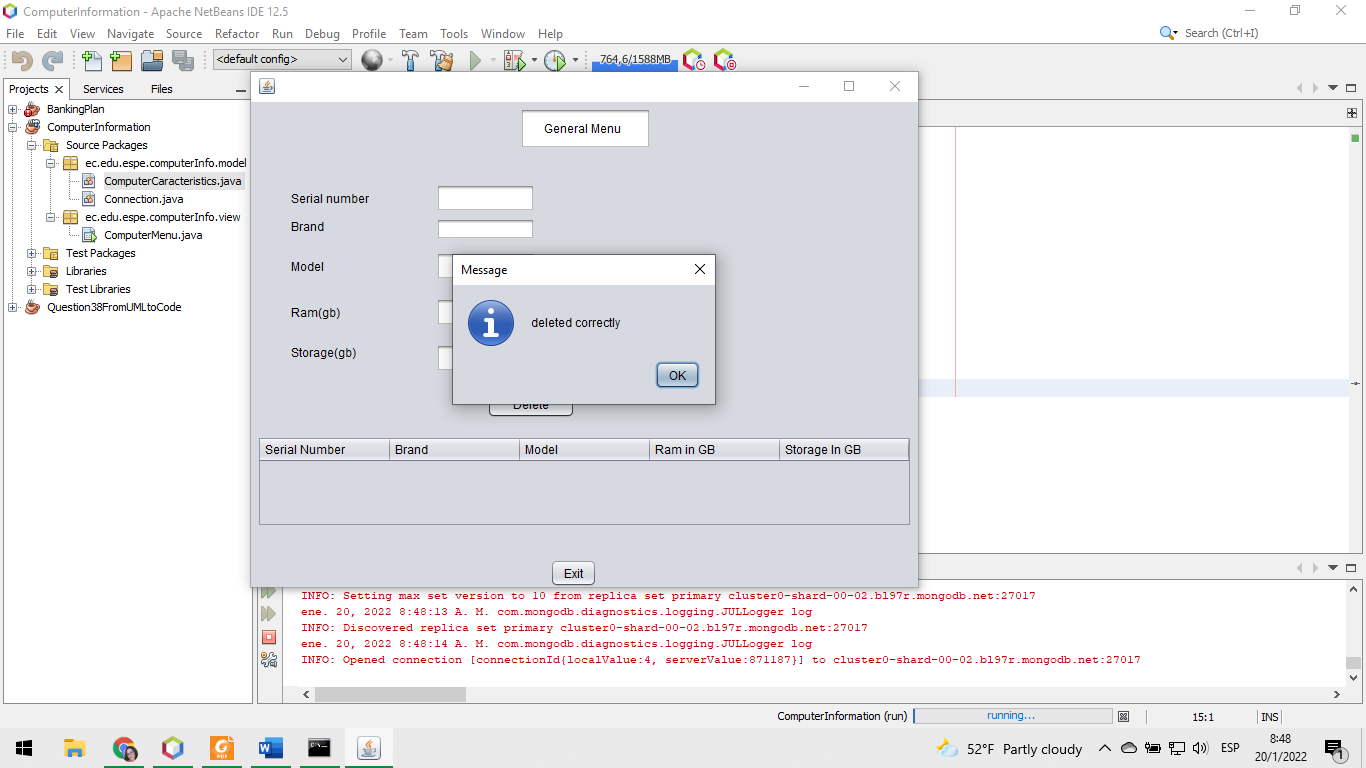 ComputerInformation - Apache NetBeans IDE 12.5
File Edit View Navigate Source Refactor Run Debug Profile Team Tools Window Help
Search (Ctrl+I)
<default config>
764,6/1588MB
Projects Services Files
BankingPlan
ComputerInformation
Source Packages
ec.edu.espe.computerInfo.model
ComputerCaracteristics.java
Connection.java
ec.edu.espe.computerInfo.view
ComputerMenu.java
Test Packages
Libraries
Test Libraries
Question38FromUMLtoCode
General Menu
Serial number
Brand
Model
Ram(gb)
Storage(gb)
Message
deleted correctly
OK
Delete
Serial Number Brand Model Ram in GB Storage In GB
Exit
INFO: Setting max set version to 10 from replica set primary cluster0-shard-00-02.bl97r.mongodb.net:27017
ene. 20, 2022 8:48:13 A. M. com.mongodb.diagnostics.logging.JULLogger log
INFO: Discovered replica set primary cluster0-shard-00-02.bl97r.mongodb.net:27017
ene. 20, 2022 8:48:14 A. M. com.mongodb.diagnostics.logging.JULLogger log
INFO: Opened connection [connectionId{localValue:4, serverValue:871187}] to cluster0-shard-00-02.bl97r.mongodb.net:27017
ComputerInformation (run) running... 15:1 INS
PDF
52°F Partly cloudy ESP
8:48
20/1/2022
1